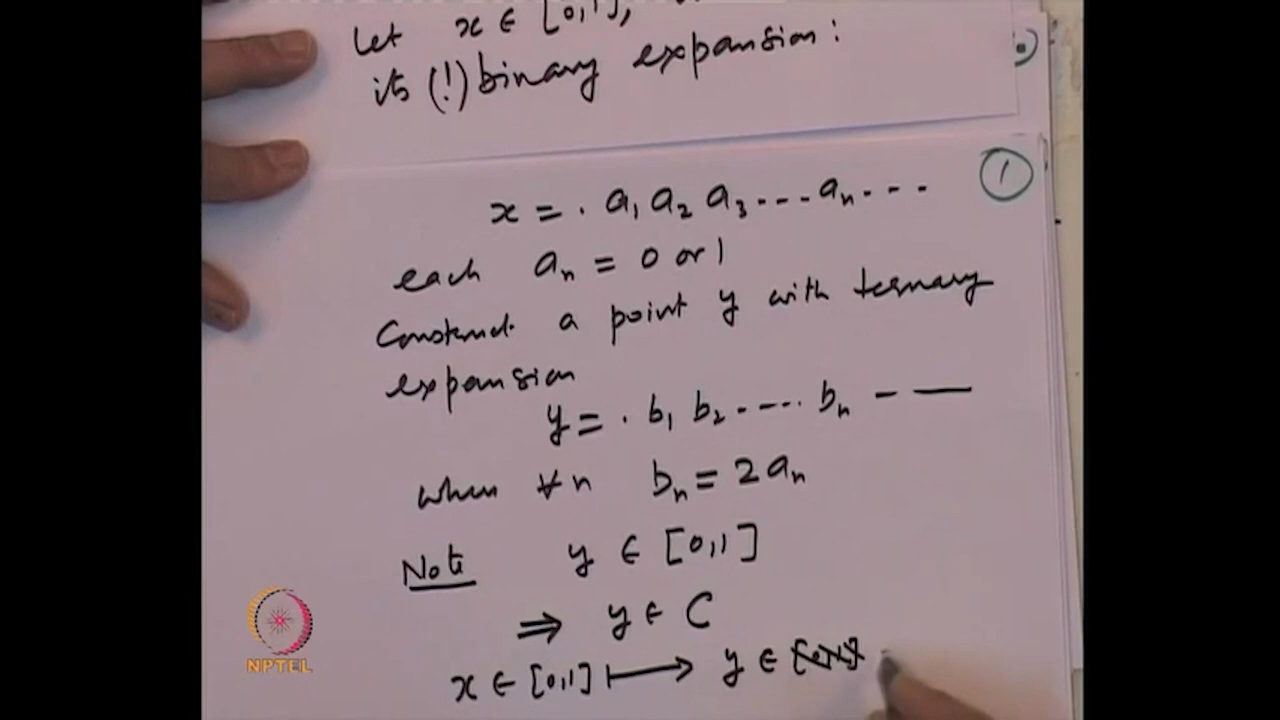 Let x ∈ [0,1],
its (!) binary expansion:
①
x = . a₁ a₂ a₃ --- aₙ ---
each aₙ = 0 or 1
Construct a point y with ternary
expansion
y = . b₁ b₂ ---- bₙ - —
when ∀ n bₙ = 2aₙ
Note y ∈ [0,1]
⇒ y ∈ C
x ∈ [0,1] ↦ y ∈
NPTEL